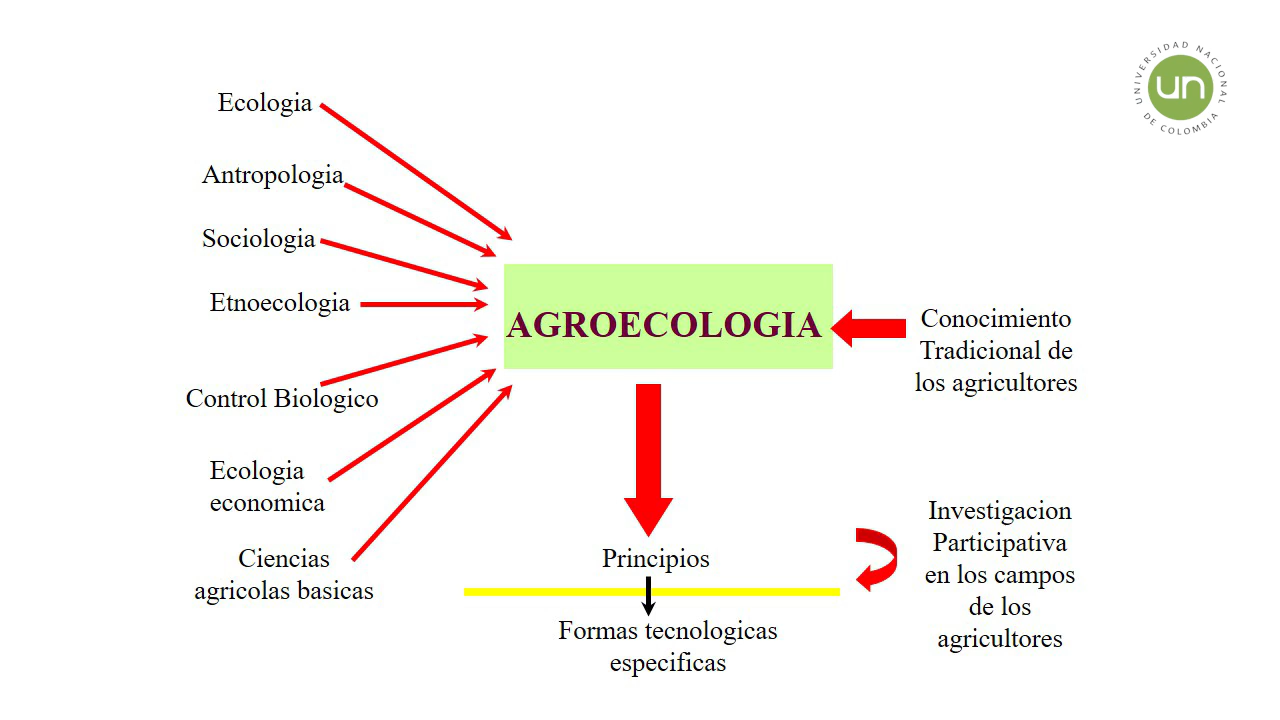 UNIVERSIDAD NACIONAL
DE COLOMBIA
un
Ecologia
Antropologia
Sociologia
Etnoecologia
Control Biologico
Ecologia
economica
Ciencias
agricolas basicas
AGROECOLOGIA
Conocimiento
Tradicional de
los agricultores
Principios
Formas tecnologicas
especificas
Investigacion
Participativa
en los campos
de los
agricultores